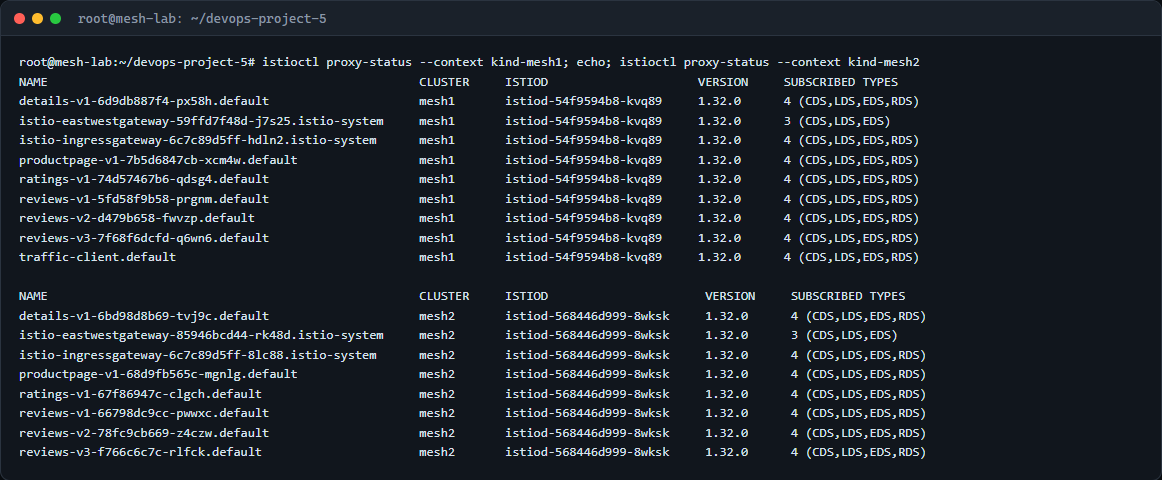 root@mesh-lab: ~/devops-project-5
root@mesh-lab:~/devops-project-5# istioctl proxy-status --context kind-mesh1; echo; istioctl proxy-status --context kind-mesh2
NAME CLUSTER ISTIOD VERSION SUBSCRIBED TYPES
details-v1-6d9db887f4-px58h.default mesh1 istiod-54f9594b8-kvq89 1.32.0 4 (CDS,LDS,EDS,RDS)
istio-eastwestgateway-59ffd7f48d-j7s25.istio-system mesh1 istiod-54f9594b8-kvq89 1.32.0 3 (CDS,LDS,EDS)
istio-ingressgateway-6c7c89d5ff-hdln2.istio-system mesh1 istiod-54f9594b8-kvq89 1.32.0 4 (CDS,LDS,EDS,RDS)
productpage-v1-7b5d6847cb-xcm4w.default mesh1 istiod-54f9594b8-kvq89 1.32.0 4 (CDS,LDS,EDS,RDS)
ratings-v1-74d57467b6-qdsg4.default mesh1 istiod-54f9594b8-kvq89 1.32.0 4 (CDS,LDS,EDS,RDS)
reviews-v1-5fd58f9b58-prgnm.default mesh1 istiod-54f9594b8-kvq89 1.32.0 4 (CDS,LDS,EDS,RDS)
reviews-v2-d479b658-fwvzp.default mesh1 istiod-54f9594b8-kvq89 1.32.0 4 (CDS,LDS,EDS,RDS)
reviews-v3-7f68f6dcfd-q6wn6.default mesh1 istiod-54f9594b8-kvq89 1.32.0 4 (CDS,LDS,EDS,RDS)
traffic-client.default mesh1 istiod-54f9594b8-kvq89 1.32.0 4 (CDS,LDS,EDS,RDS)
NAME CLUSTER ISTIOD VERSION SUBSCRIBED TYPES
details-v1-6bd98d8b69-tvj9c.default mesh2 istiod-568446d999-8wksk 1.32.0 4 (CDS,LDS,EDS,RDS)
istio-eastwestgateway-85946bcd44-rk48d.istio-system mesh2 istiod-568446d999-8wksk 1.32.0 3 (CDS,LDS,EDS)
istio-ingressgateway-6c7c89d5ff-8lc88.istio-system mesh2 istiod-568446d999-8wksk 1.32.0 4 (CDS,LDS,EDS,RDS)
productpage-v1-68d9fb565c-mgnlg.default mesh2 istiod-568446d999-8wksk 1.32.0 4 (CDS,LDS,EDS,RDS)
ratings-v1-67f86947c-clgch.default mesh2 istiod-568446d999-8wksk 1.32.0 4 (CDS,LDS,EDS,RDS)
reviews-v1-66798dc9cc-pwwxc.default mesh2 istiod-568446d999-8wksk 1.32.0 4 (CDS,LDS,EDS,RDS)
reviews-v2-78fc9cb669-z4czw.default mesh2 istiod-568446d999-8wksk 1.32.0 4 (CDS,LDS,EDS,RDS)
reviews-v3-f766c6c7c-rlfck.default mesh2 istiod-568446d999-8wksk 1.32.0 4 (CDS,LDS,EDS,RDS)